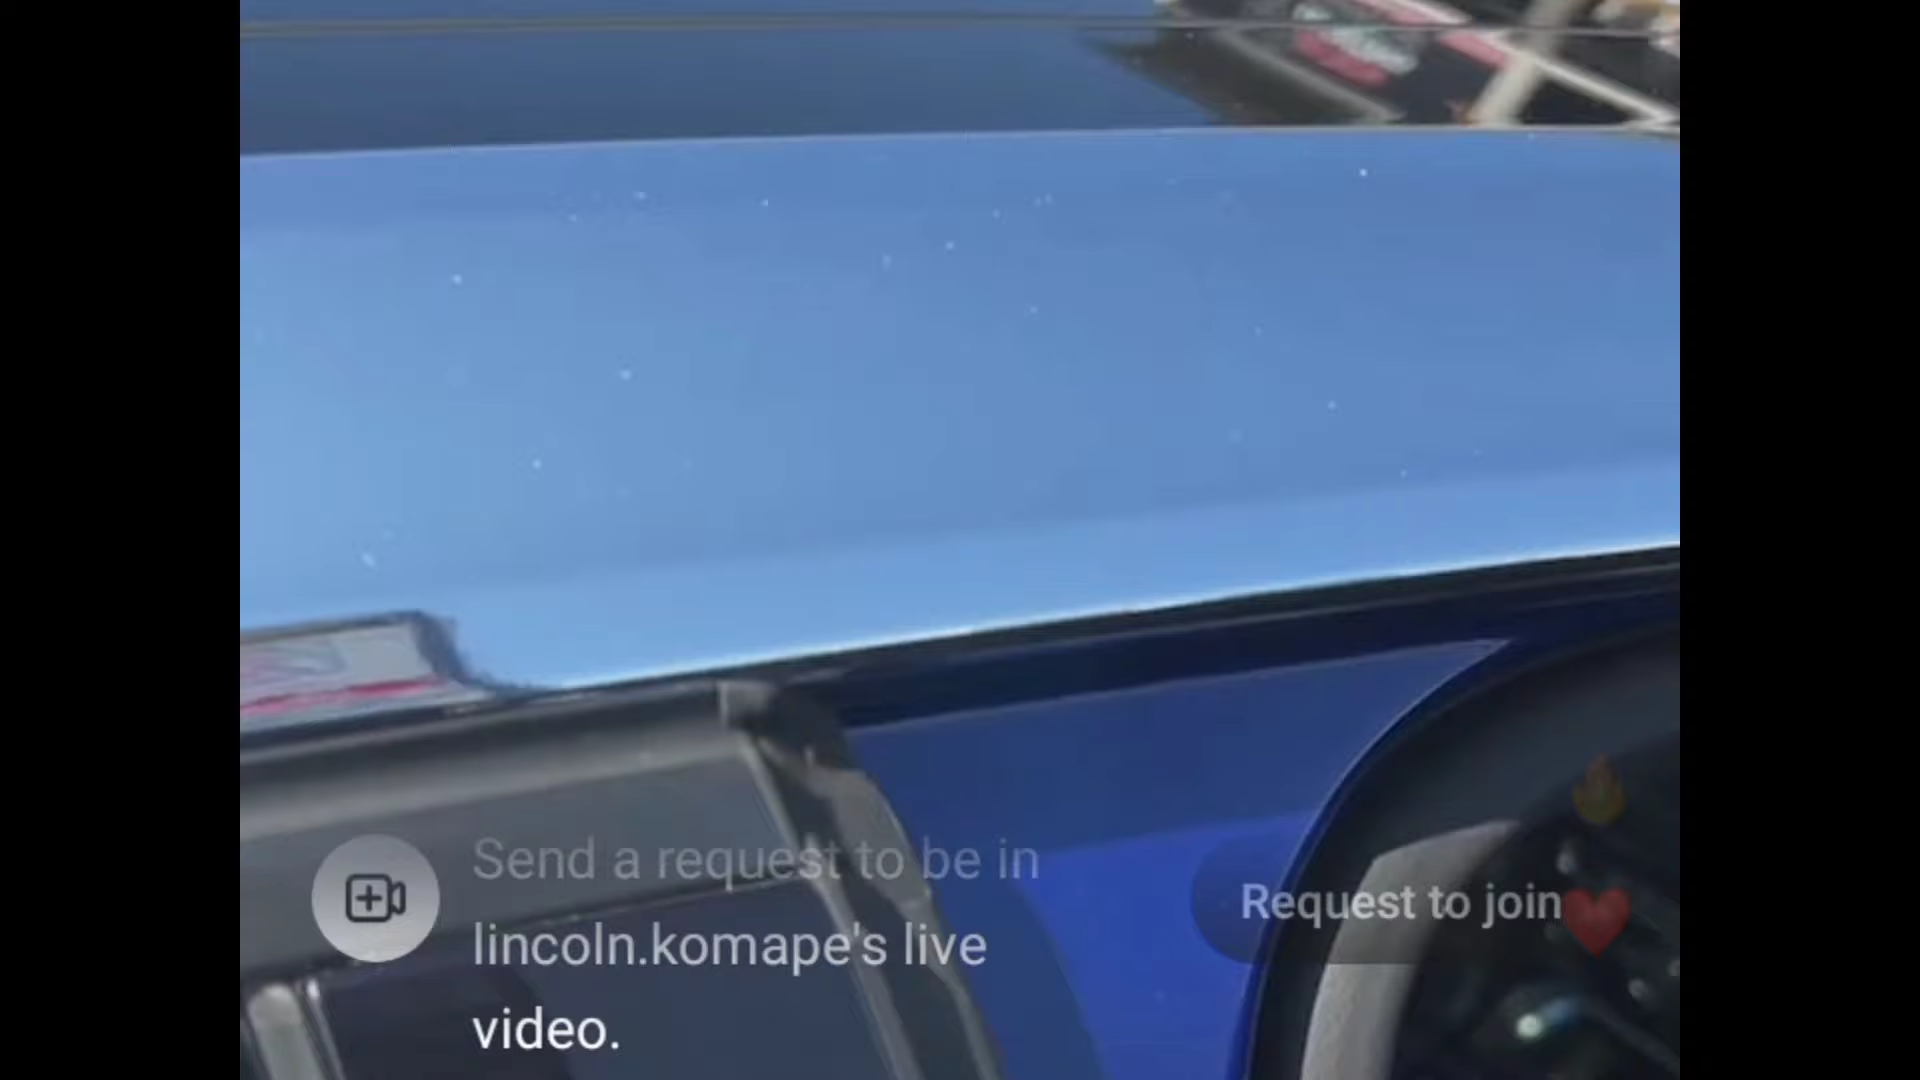 Send a request to be in
lincoln.komape's live
video.
Request to join